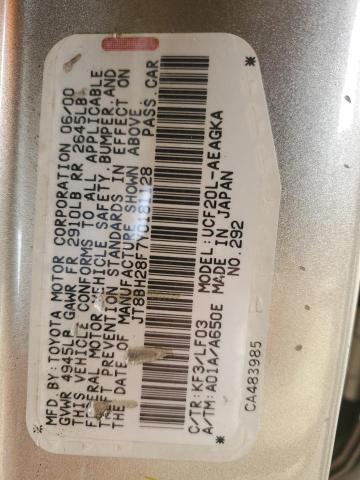 MFD. BY: TOYOTA MOTOR CORPORATION 06/00
GVWR 4945LB GAWR FR 2910LB RR 2645LB
THIS VEHICLE CONFORMS TO ALL APPLICABLE
FEDERAL MOTOR VEHICLE SAFETY, BUMPER, AND
THEFT PREVENTION STANDARDS IN EFFECT ON
THE DATE OF MANUFACTURE SHOWN ABOVE.
JT8BH28F7Y0181128 PASS. CAR
C/TR: KF3/LF03 MODEL: UCF20L-AEAGKA
A/TM: A01A/A650E MADE IN JAPAN
NO. 292
CA483985